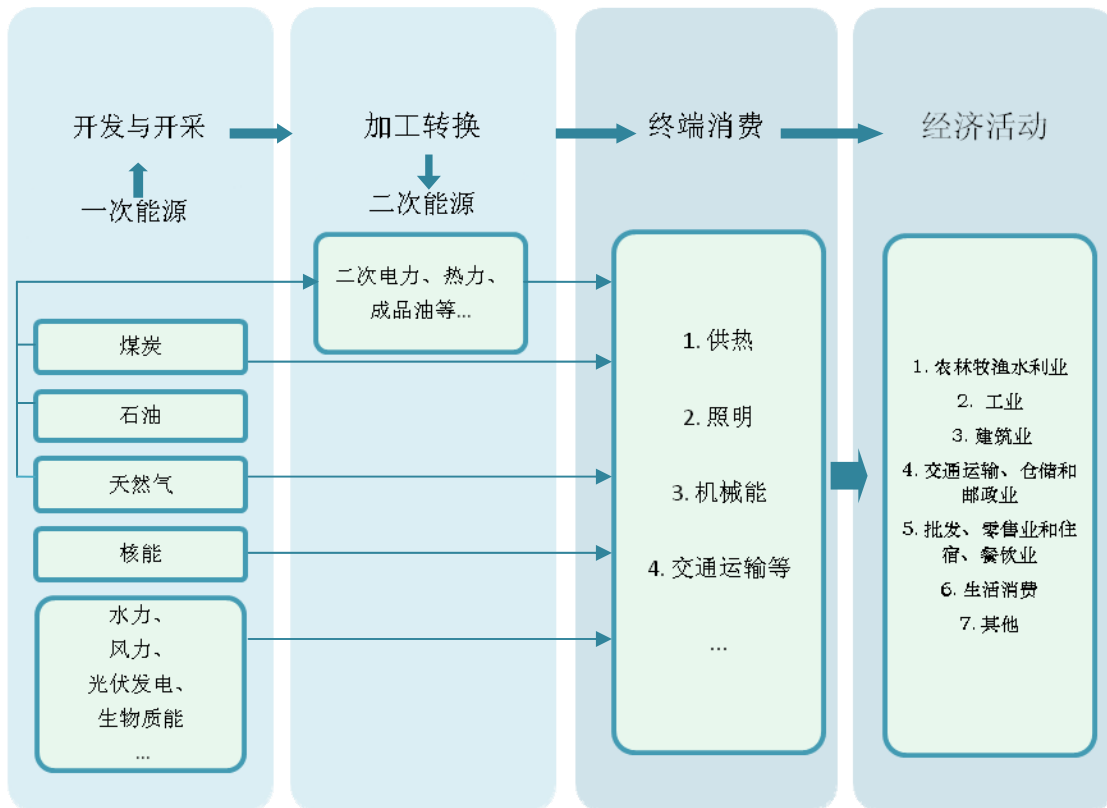 开发与开采
加工转换
终端消费
经济活动
一次能源
二次能源
二次电力、热力、
成品油等...
煤炭
石油
天然气
核能
水力、
风力、
光伏发电、
生物质能
...
1. 供热
2. 照明
3. 机械能
4. 交通运输等
...
1. 农林牧渔水利业
2. 工业
3. 建筑业
4. 交通运输、仓储和
邮政业
5. 批发、零售业和住
宿、餐饮业
6. 生活消费
7. 其他